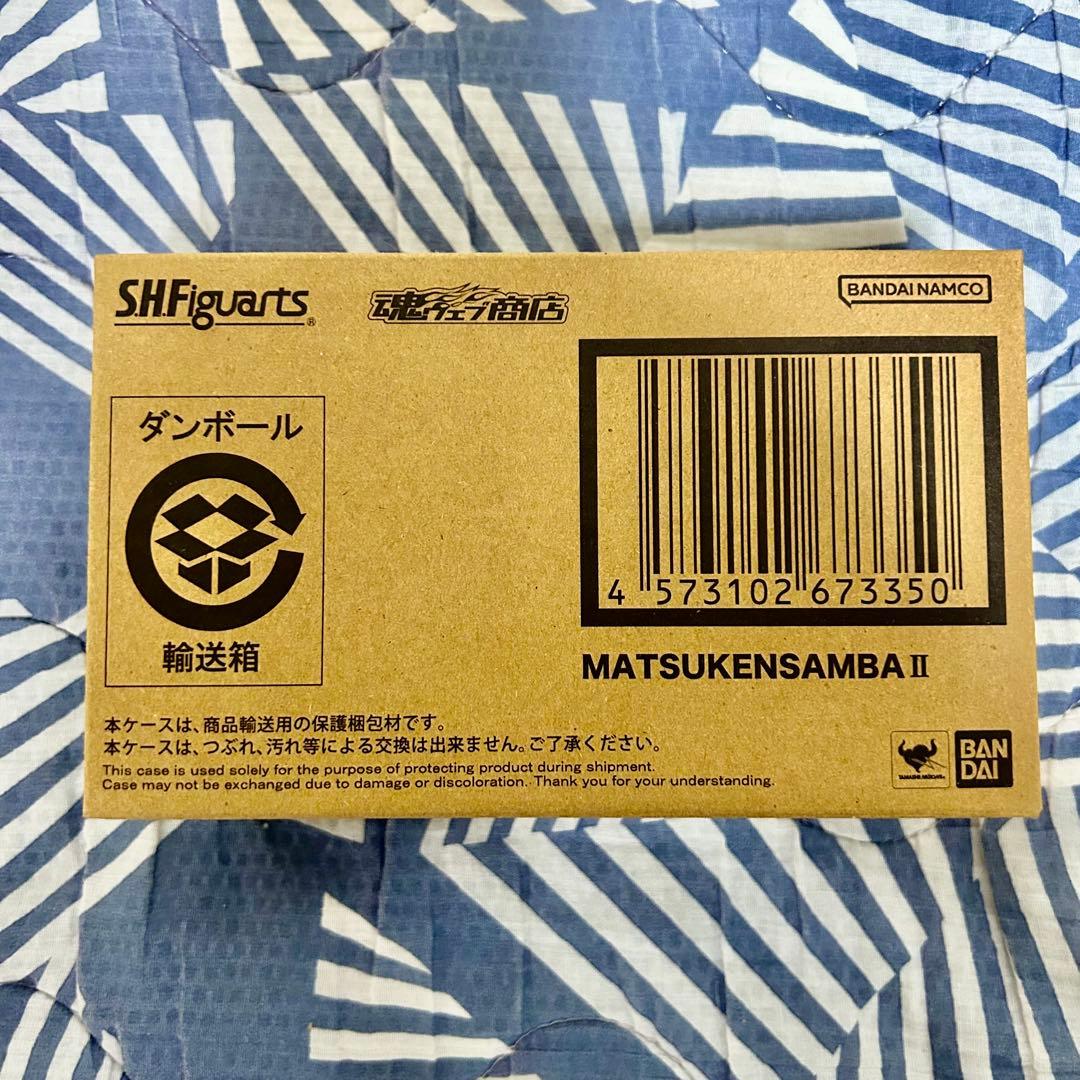 S.H.Figuarts®
魂ウェブ商店
BANDAI NAMCO
ダンボール
輸送箱
4 573102 673350
MATSUKENSAMBA Ⅱ
本ケースは、商品輸送用の保護梱包材です。
本ケースは、つぶれ、汚れ等による交換は出来ません。ご了承ください。
This case is used solely for the purpose of protecting product during shipment.
Case may not be exchanged due to damage or discoloration. Thank you for your understanding.
TAMASHII NATIONS
BAN
DAI